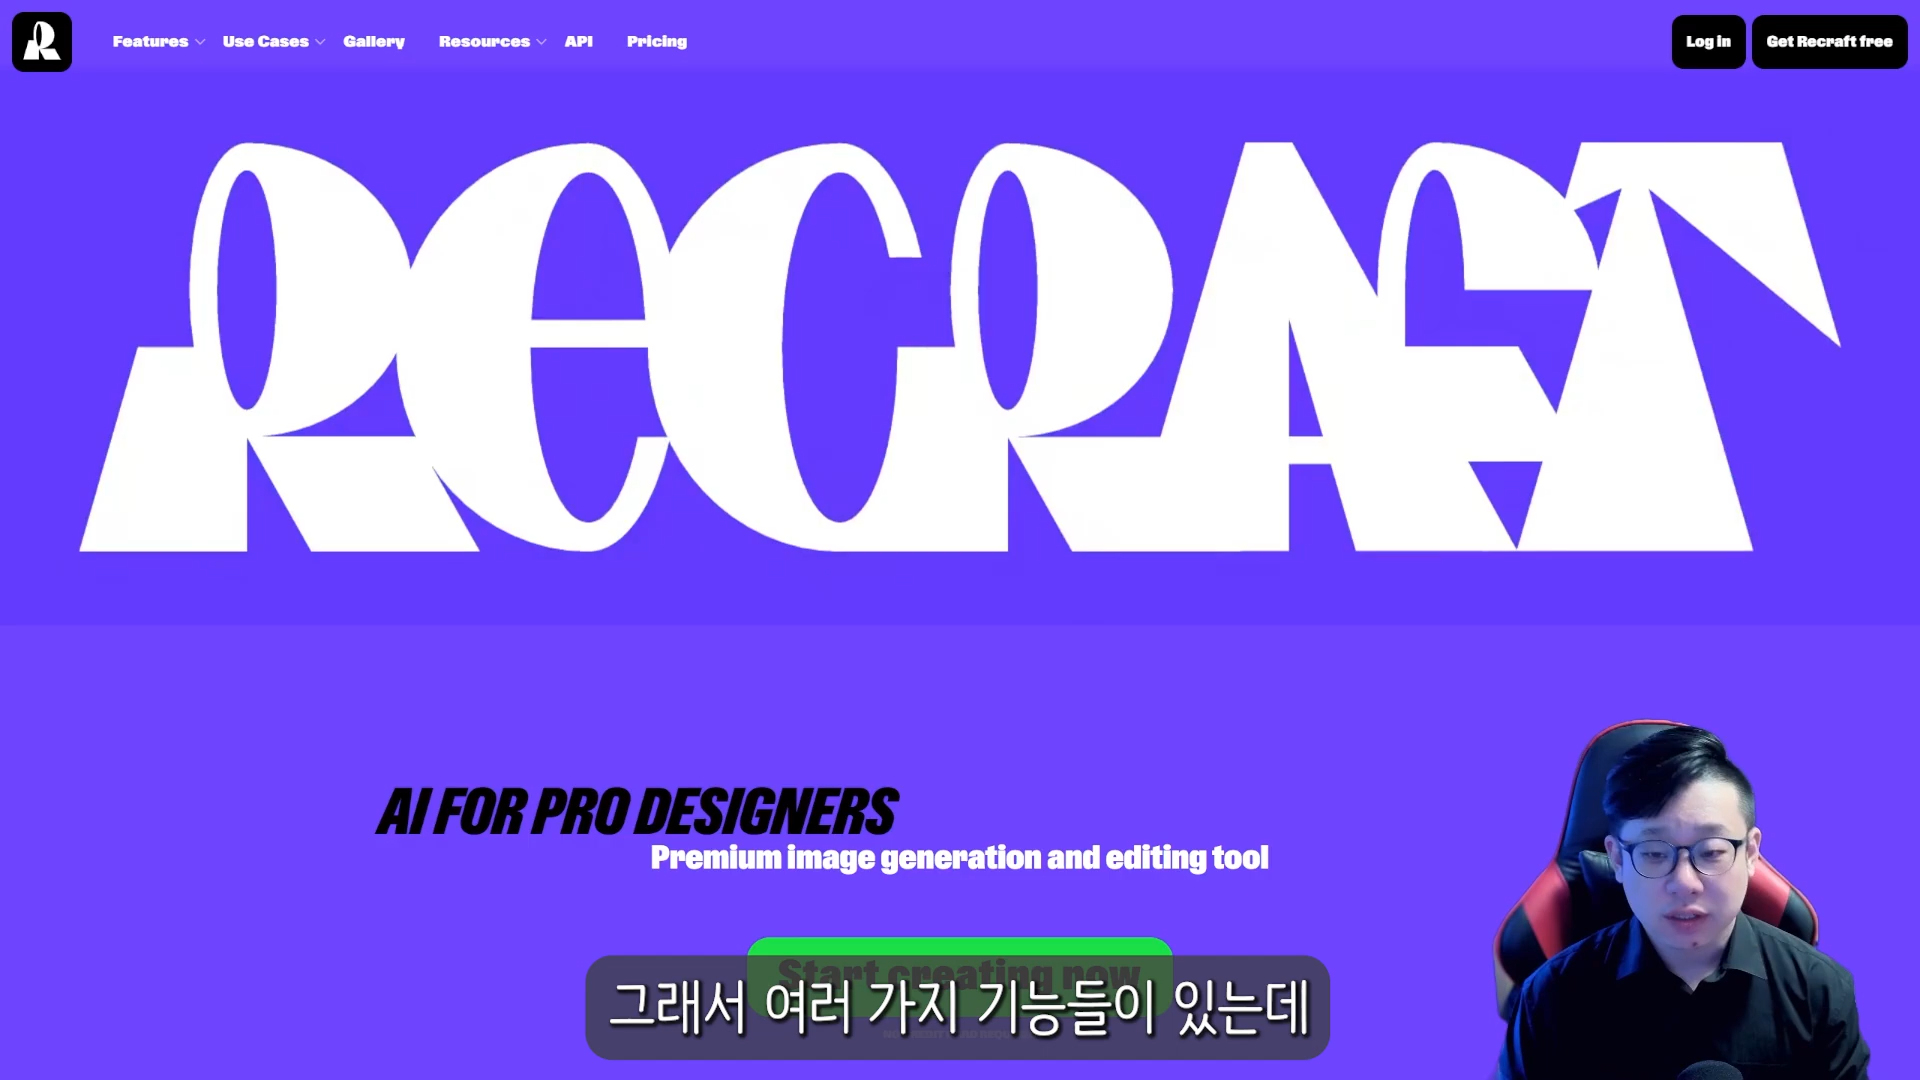 R
Features
Use Cases
Gallery
Resources
API
Pricing
Log in
Get Recraft free
RECRAFT
AI FOR PRO DESIGNERS
Premium image generation and editing tool
Start creating now
그래서 여러 가지 기능들이 있는데